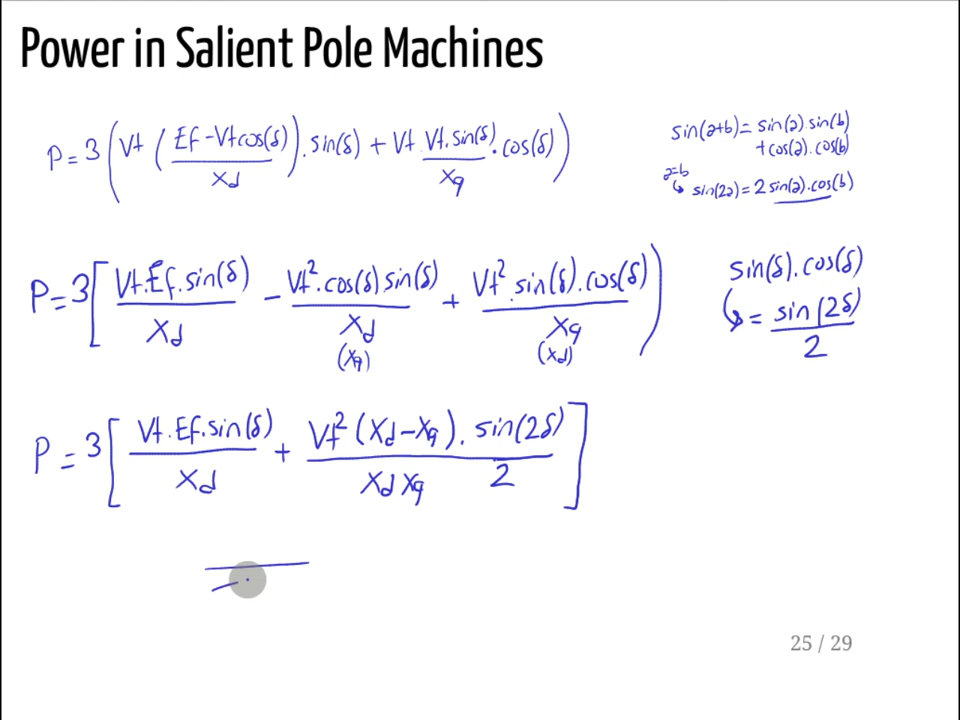 Power in Salient Pole Machines
P = 3 (Vt (Ef - Vt cos(δ) / Xd) . sin(δ) + Vt Vt. sin(δ) / Xq . cos(δ))
sin(a+b) = sin(a). sin(b)
+ cos(a). cos(b)
a=b
↳ sin(2a) = 2 sin(a). cos(b)
P = 3 [Vt. Ef. sin(δ) / Xd - Vt². cos(δ) sin(δ) / Xd (Xq) + Vt². sin(δ). cos(δ) / Xq (Xd))
sin(δ). cos(δ)
↳ = sin(2δ) / 2
P = 3 [Vt. Ef. sin(δ) / Xd + Vt² (Xd - Xq) . sin(2δ) / Xd Xq 2]
25 / 29